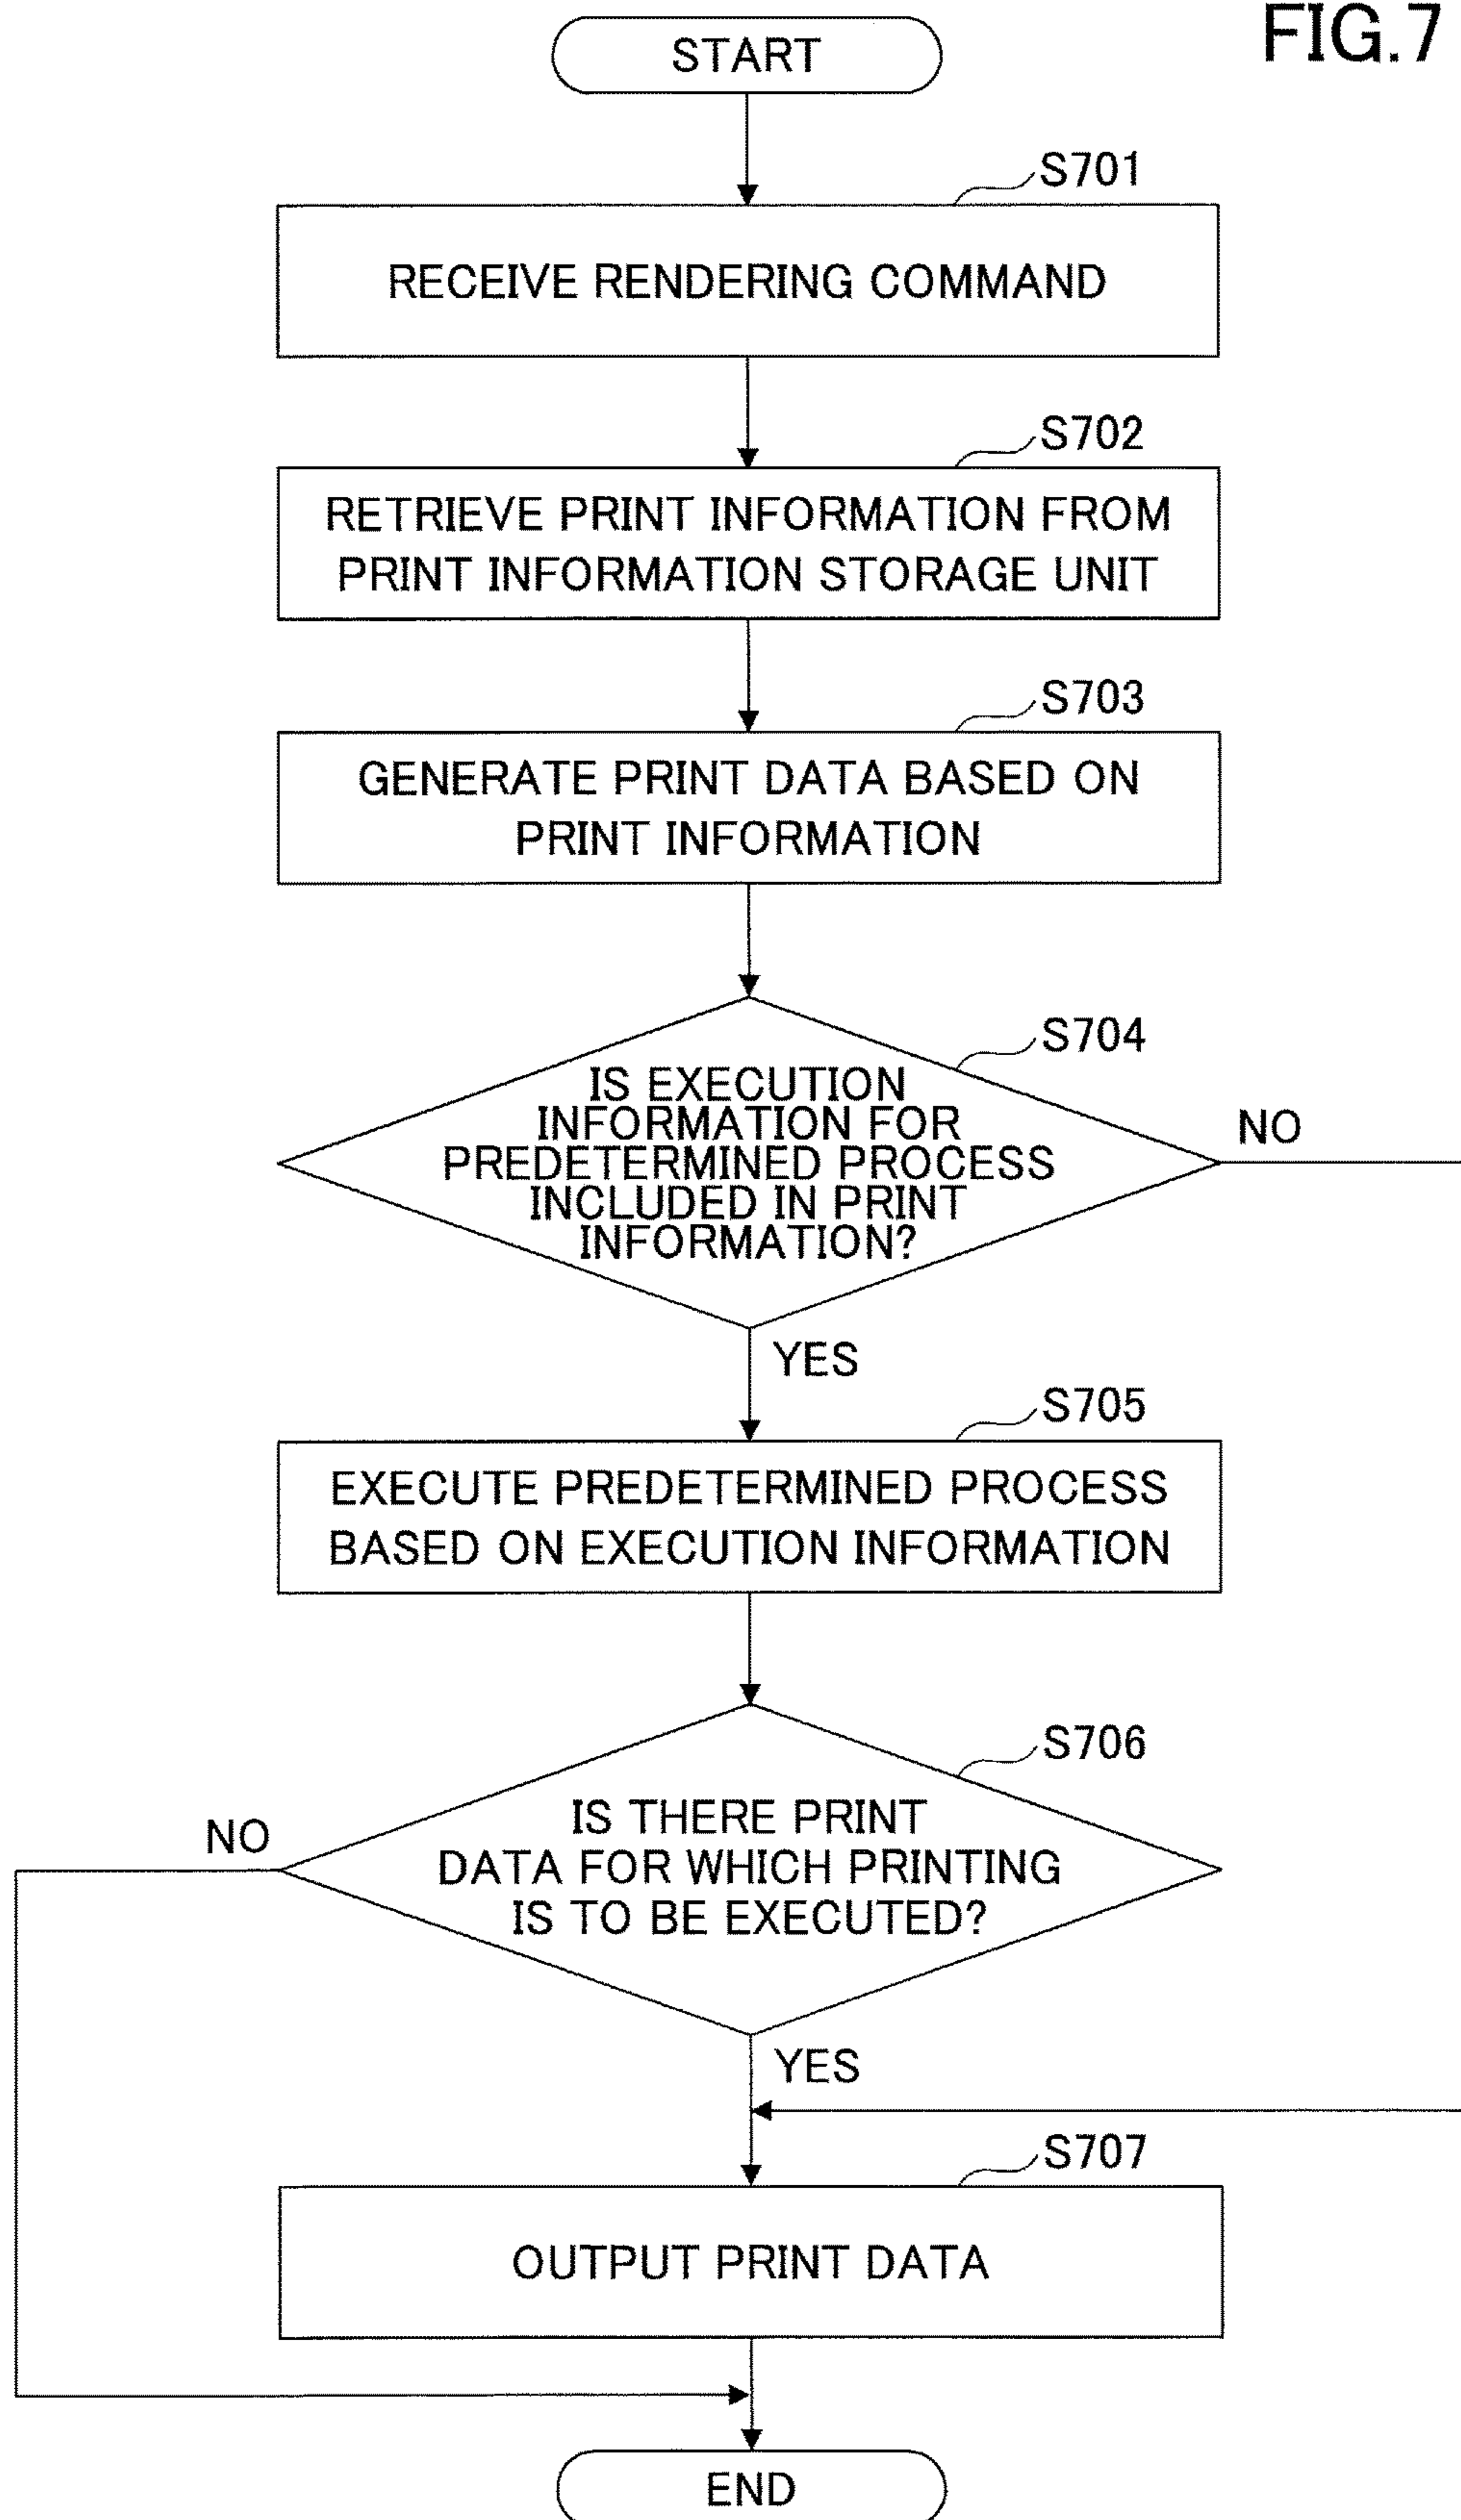 FIG.7
START
S701
RECEIVE RENDERING COMMAND
S702
RETRIEVE PRINT INFORMATION FROM
PRINT INFORMATION STORAGE UNIT
S703
GENERATE PRINT DATA BASED ON
PRINT INFORMATION
S704
IS EXECUTION
INFORMATION FOR
PREDETERMINED PROCESS
INCLUDED IN PRINT
INFORMATION?
NO
YES
S705
EXECUTE PREDETERMINED PROCESS
BASED ON EXECUTION INFORMATION
S706
IS THERE PRINT
DATA FOR WHICH PRINTING
IS TO BE EXECUTED?
NO
YES
S707
OUTPUT PRINT DATA
END